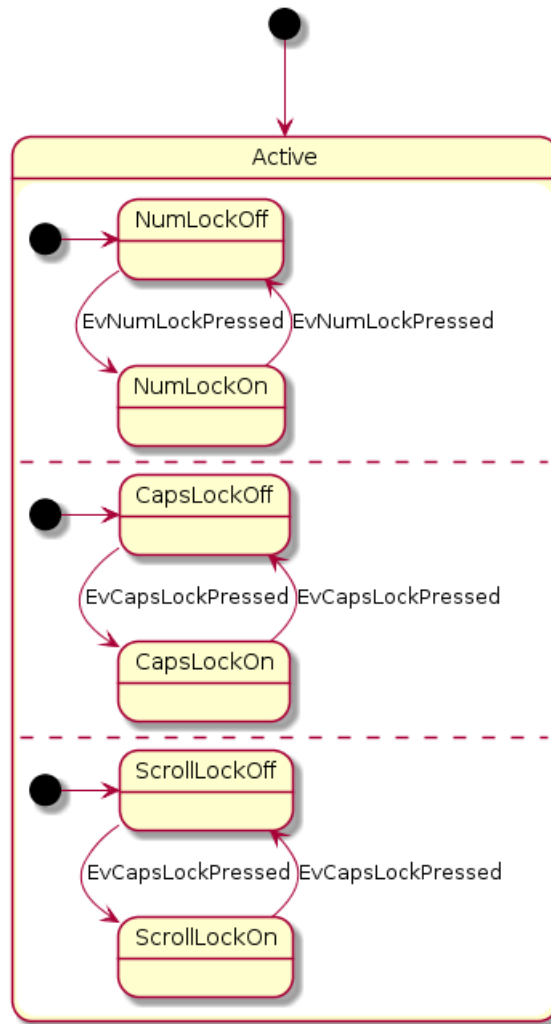 Active
NumLockOff
EvNumLockPressed EvNumLockPressed
NumLockOn
CapsLockOff
EvCapsLockPressed EvCapsLockPressed
CapsLockOn
ScrollLockOff
EvCapsLockPressed EvCapsLockPressed
ScrollLockOn